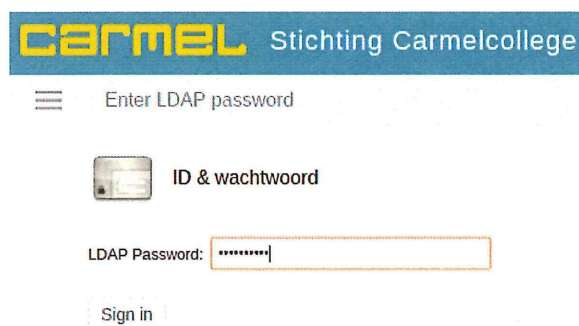 carmel Stichting Carmelcollege
Enter LDAP password
ID & wachtwoord
LDAP Password: ••••••••••
Sign in